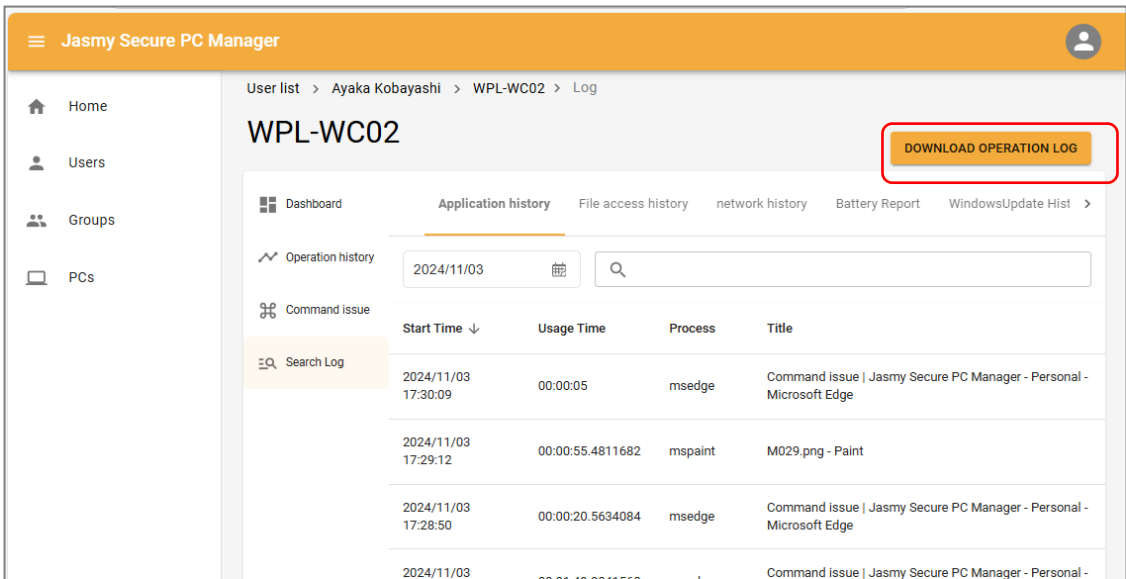 Jasmy Secure PC Manager
User list > Ayaka Kobayashi > WPL-WC02 > Log
Home
WPL-WC02
DOWNLOAD OPERATION LOG
Users
Groups
PCs
Dashboard
Operation history
Command issue
Search Log
Application history File access history network history Battery Report WindowsUpdate Hist >
2024/11/03
Start Time ↓ Usage Time Process Title
2024/11/03
17:30:09
00:00:05
msedge
Command issue | Jasmy Secure PC Manager - Personal -
Microsoft Edge
2024/11/03
17:29:12
00:00:55.4811682
mspaint
M029.png - Paint
2024/11/03
17:28:50
00:00:20.5634084
msedge
Command issue | Jasmy Secure PC Manager - Personal -
Microsoft Edge
2024/11/03
Command issue | Jasmy Secure PC Manager - Personal -